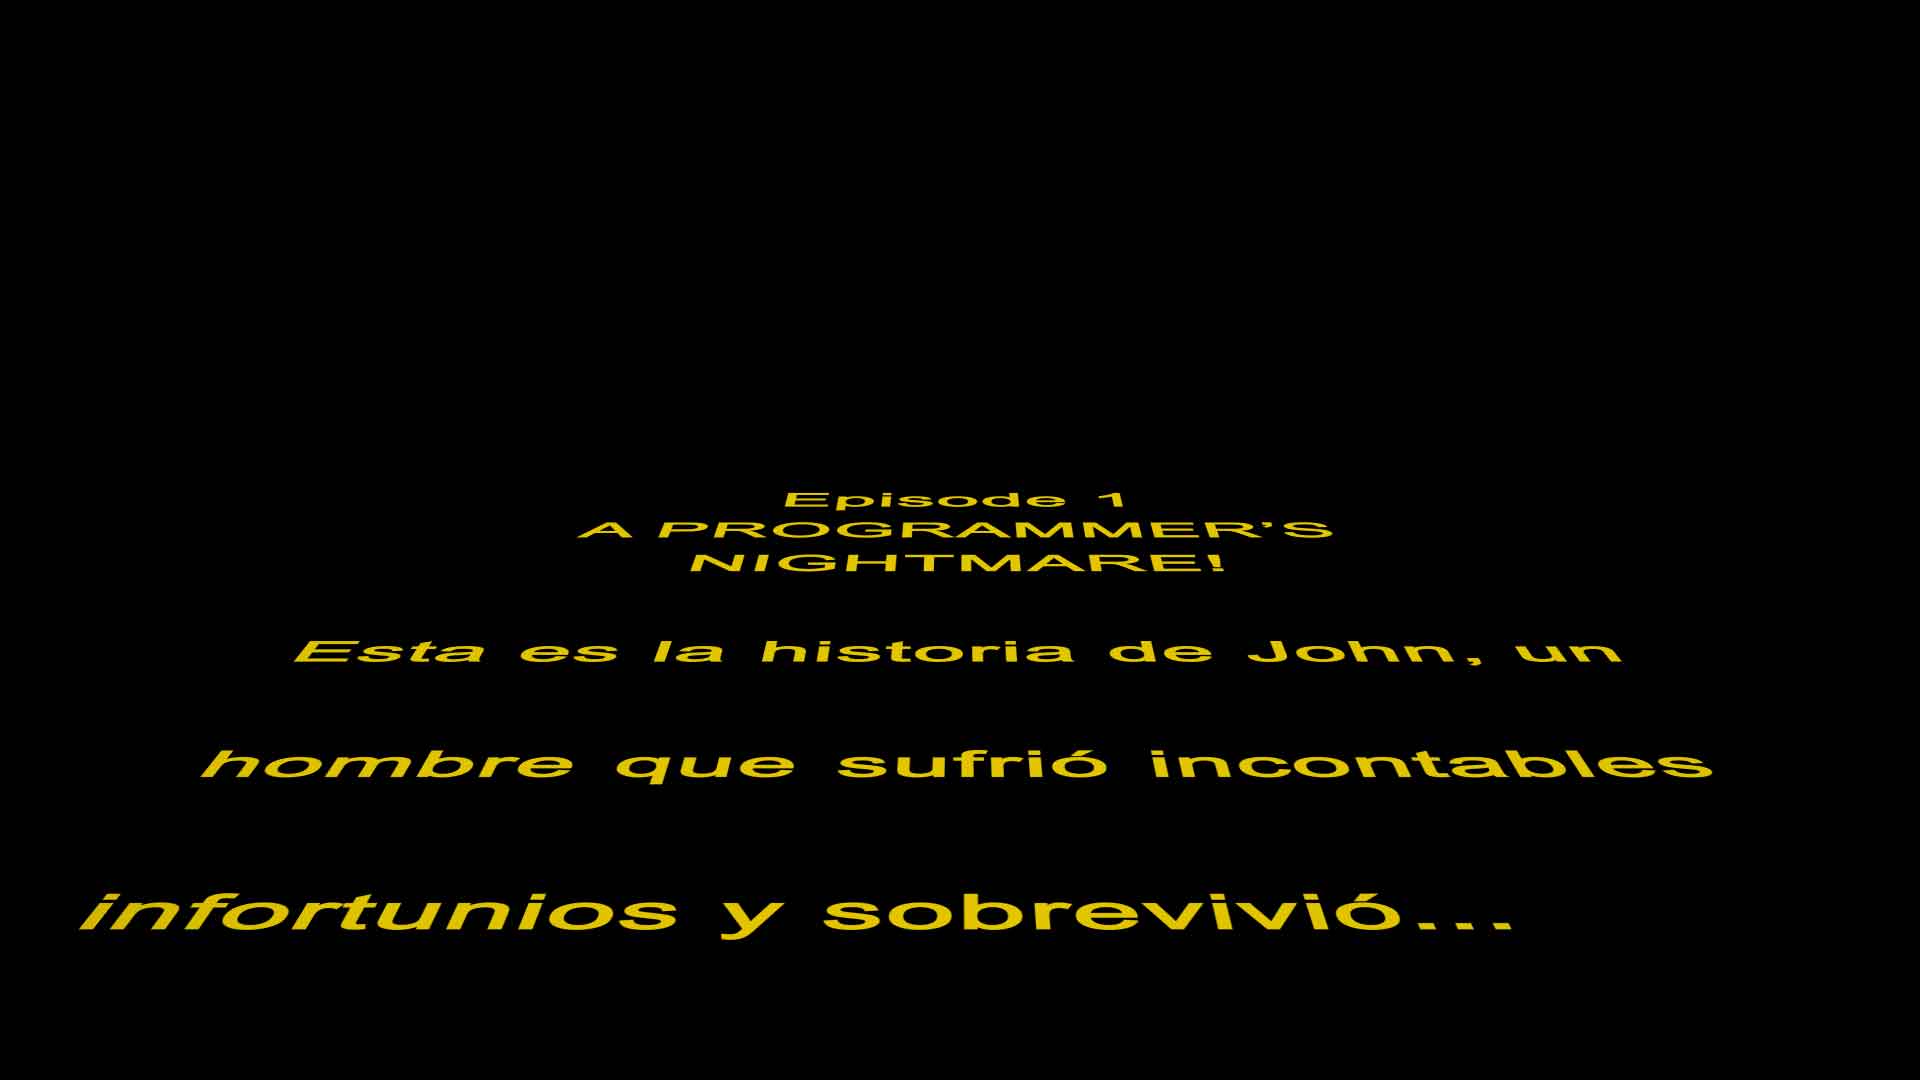 Episode 1
A PROGRAMMER'S
NIGHTMARE!
Esta es la historia de John, un
hombre que sufrió incontables
infortunios y sobrevivió...